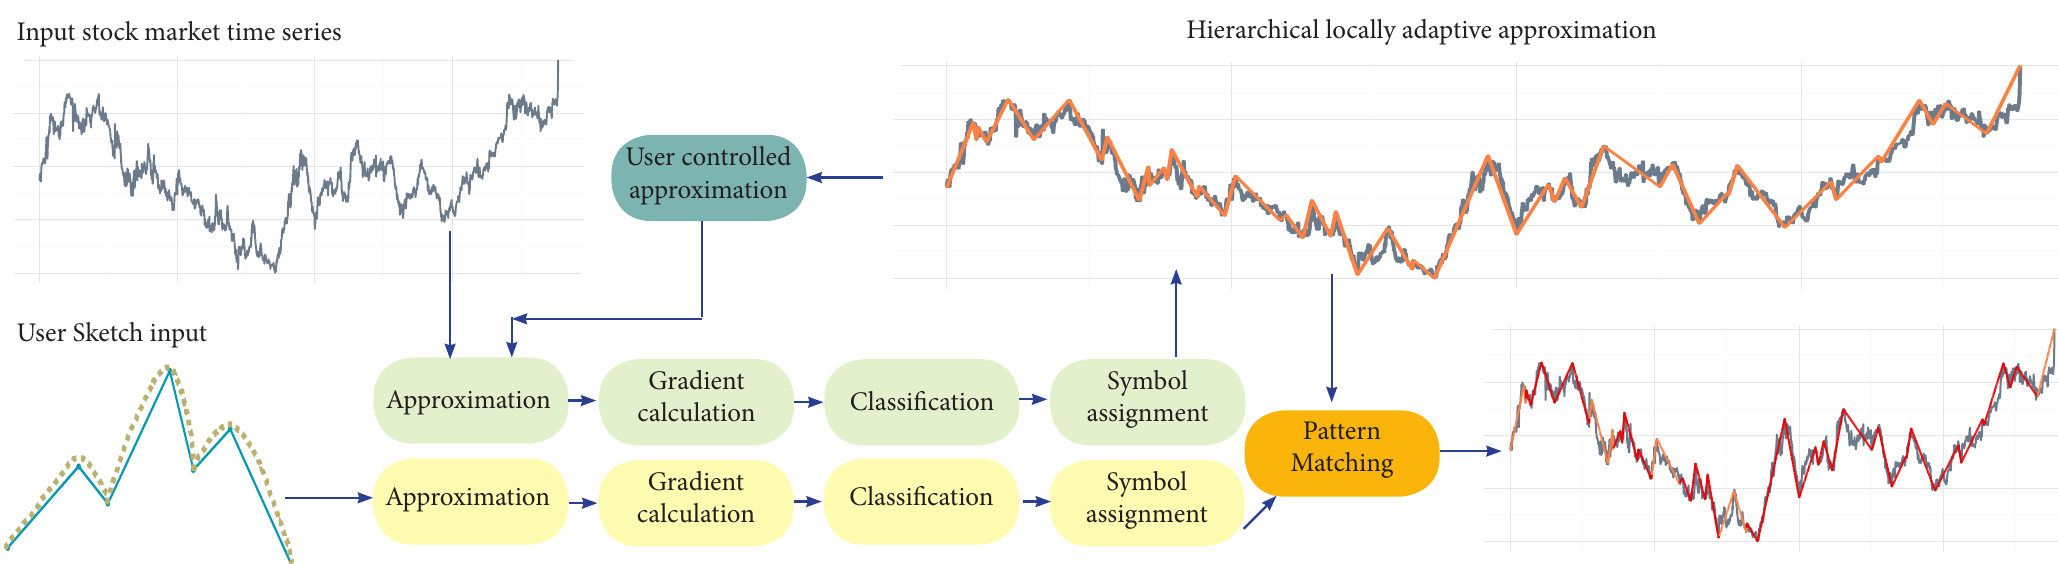 Input stock market time series
Hierarchical locally adaptive approximation
User controlled
approximation
User Sketch input
Approximation
Gradient
calculation
Classification
Symbol
assignment
Pattern
Matching
Approximation
Gradient
calculation
Classification
Symbol
assignment